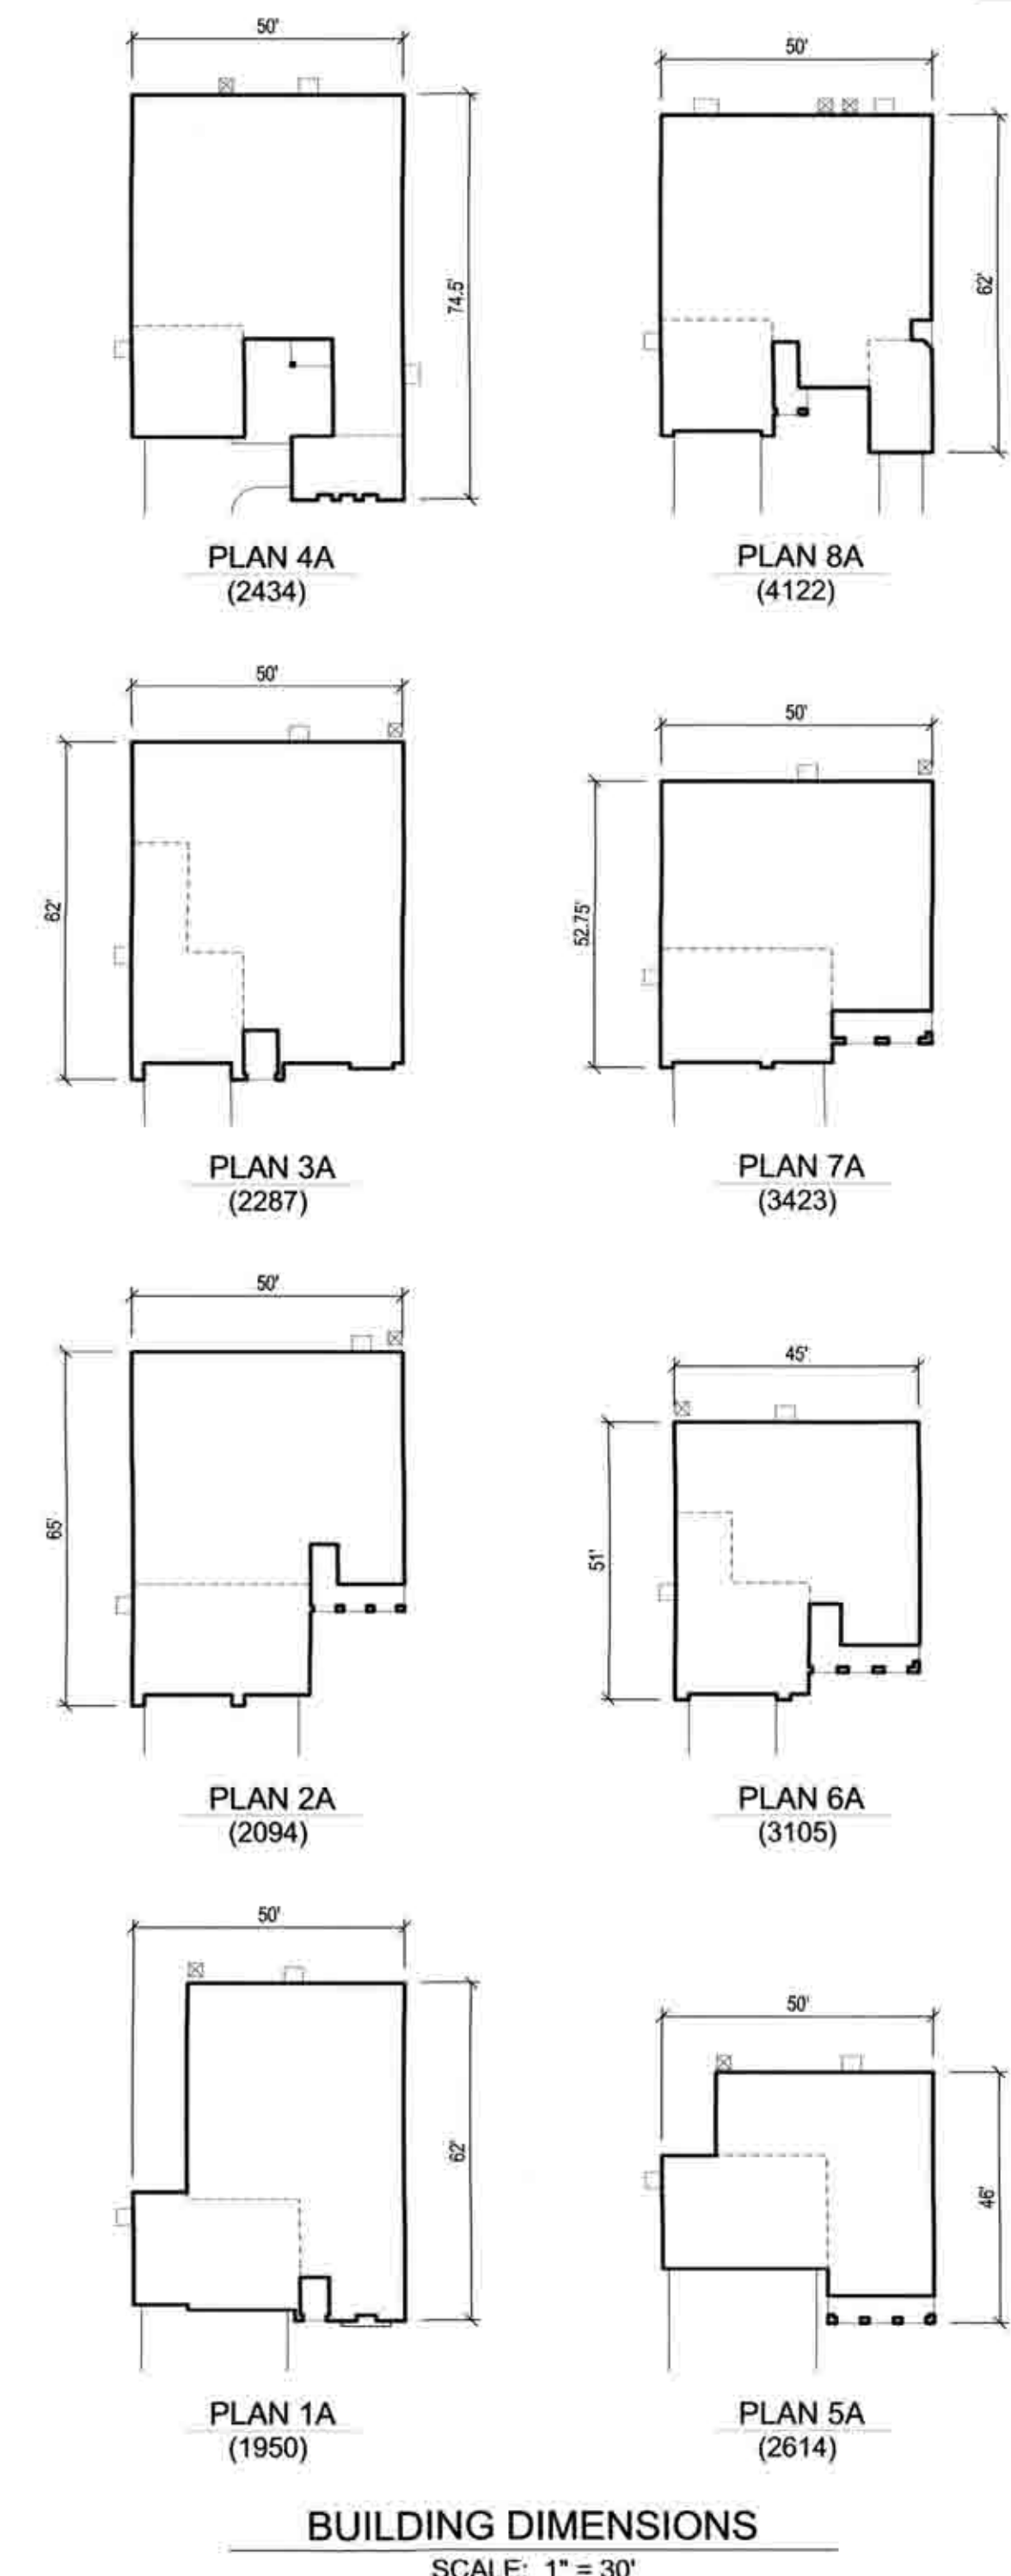 50'
74.5'
PLAN 4A
(2434)
50'
62'
PLAN 8A
(4122)
50'
62'
PLAN 3A
(2287)
50'
52.75'
PLAN 7A
(3423)
50'
65'
PLAN 2A
(2094)
45'
51'
PLAN 6A
(3105)
50'
62'
PLAN 1A
(1950)
50'
46'
PLAN 5A
(2614)
BUILDING DIMENSIONS
SCALE: 1" = 30'